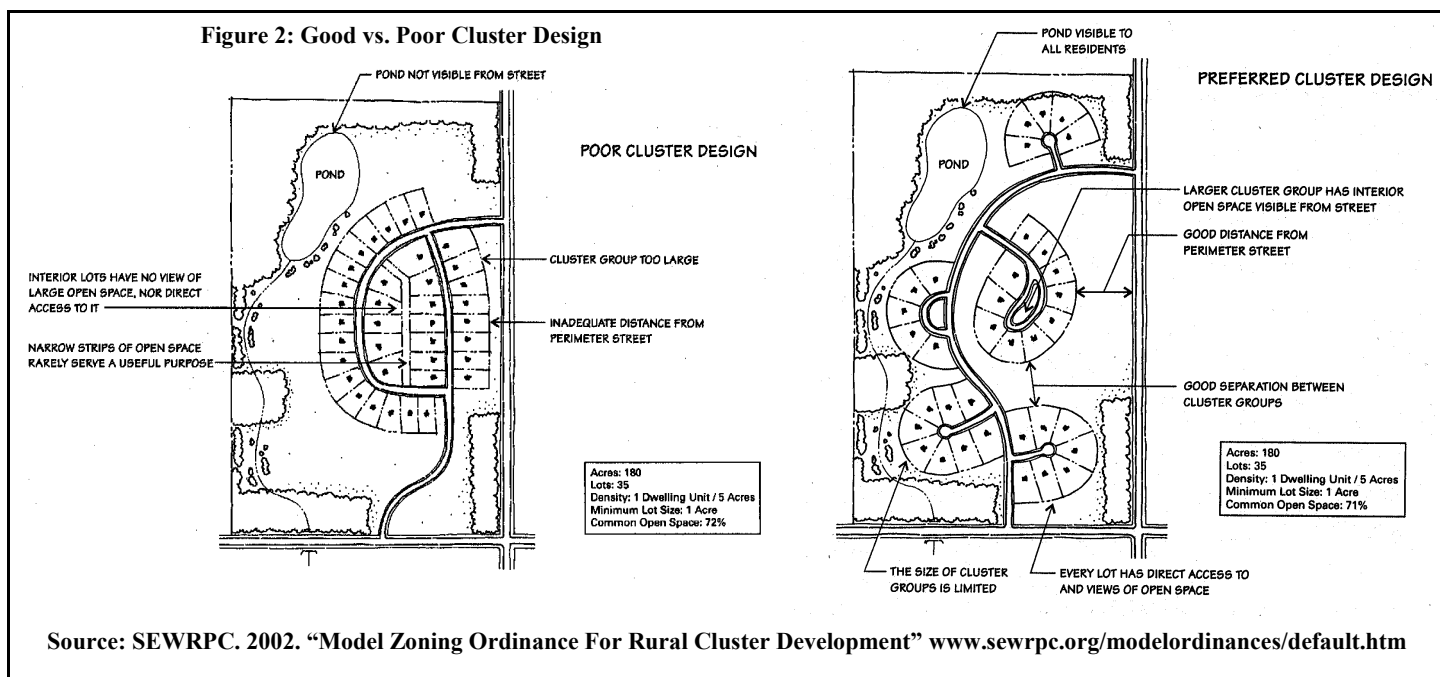 Figure 2: Good vs. Poor Cluster Design
POND NOT VISIBLE FROM STREET
POOR CLUSTER DESIGN
POND
INTERIOR LOTS HAVE NO VIEW OF
LARGE OPEN SPACE, NOR DIRECT
ACCESS TO IT
NARROW STRIPS OF OPEN SPACE
RARELY SERVE A USEFUL PURPOSE
CLUSTER GROUP TOO LARGE
INADEQUATE DISTANCE FROM
PERIMETER STREET
Acres: 180
Lots: 35
Density: 1 Dwelling Unit / 5 Acres
Minimum Lot Size: 1 Acre
Common Open Space: 72%
POND VISIBLE TO
ALL RESIDENTS
PREFERRED CLUSTER DESIGN
POND
LARGER CLUSTER GROUP HAS INTERIOR
OPEN SPACE VISIBLE FROM STREET
GOOD DISTANCE FROM
PERIMETER STREET
GOOD SEPARATION BETWEEN
CLUSTER GROUPS
Acres: 180
Lots: 35
Density: 1 Dwelling Unit / 5 Acres
Minimum Lot Size: 1 Acre
Common Open Space: 71%
THE SIZE OF CLUSTER
GROUPS IS LIMITED
EVERY LOT HAS DIRECT ACCESS TO
AND VIEWS OF OPEN SPACE
Source: SEWRPC. 2002. “Model Zoning Ordinance For Rural Cluster Development” www.sewrpc.org/modelordinances/default.htm